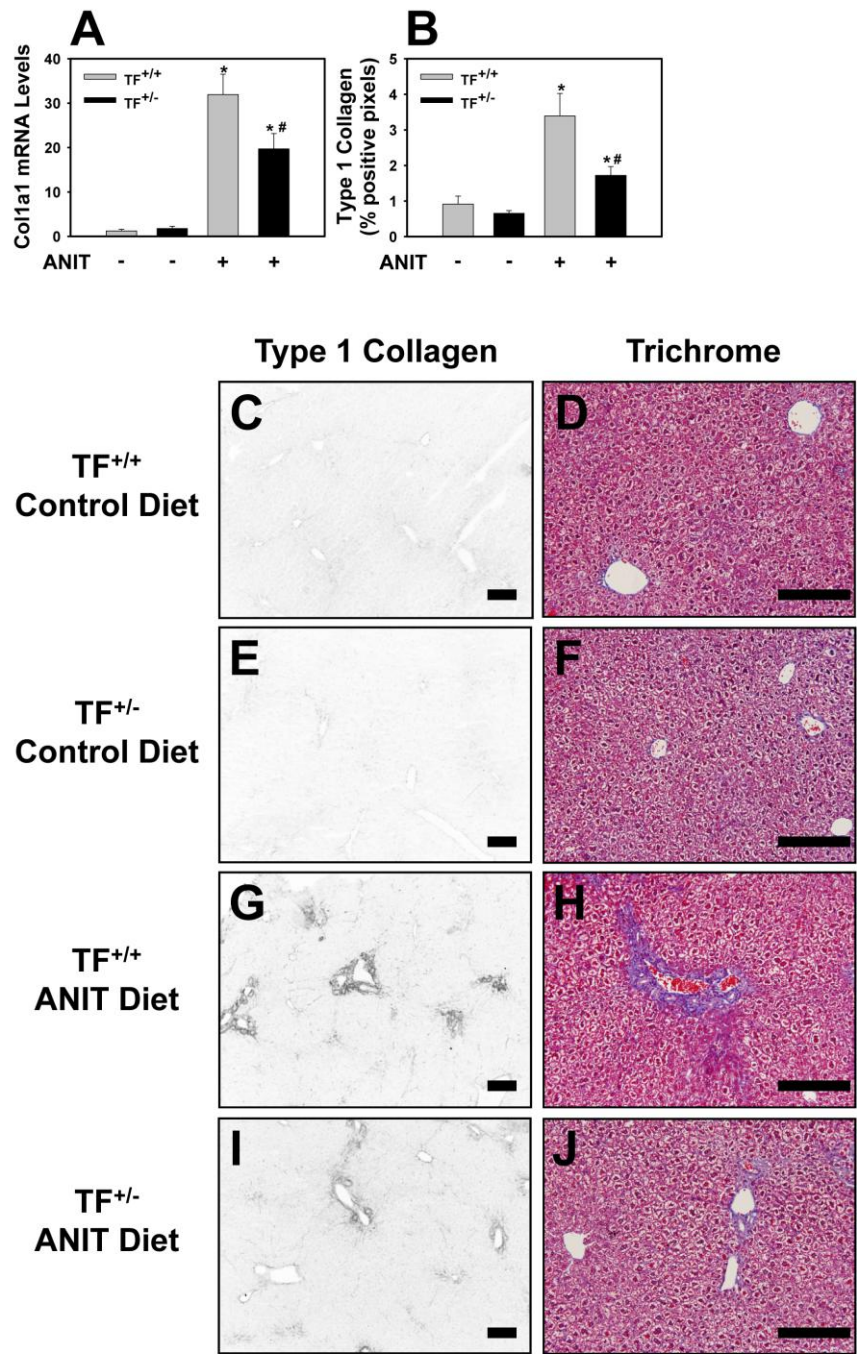 A
Col1a1 mRNA Levels
40
30
20
10
0
TF+/+
TF+/-
*
*#
ANIT - - + +
B
Type 1 Collagen
(% positive pixels)
5
4
3
2
1
0
TF+/+
TF+/-
*
*#
ANIT - - + +
Type 1 Collagen
Trichrome
TF+/+
Control Diet
C
D
TF+/-
Control Diet
E
F
TF+/+
ANIT Diet
G
H
TF+/-
ANIT Diet
I
J